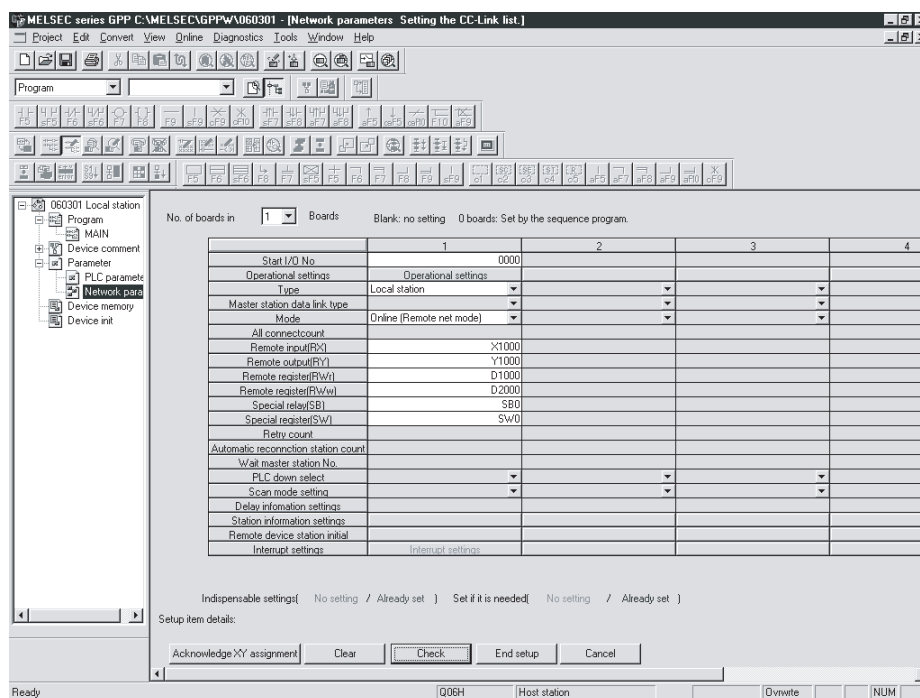 MELSEC series GPP C:\MELSEC\GPPW\060301 - [Network parameters Setting the CC-Link list.]
Project Edit Convert View Online Diagnostics Tools Window Help
Program
060301 Local station
Program
MAIN
Device comment
Parameter
PLC paramete
Network para
Device memory
Device init
No. of boards in 1 Boards Blank: no setting 0 boards: Set by the sequence program.
1 2 3 4
Start I/O No 0000
Operational settings Operational settings
Type Local station
Master station data link type
Mode Online (Remote net mode)
All connectcount
Remote input(RX) X1000
Remote output(RY) Y1000
Remote register(RWr) D1000
Remote register(RWw) D2000
Special relay(SB) SB0
Special register(SW) SW0
Retry count
Automatic reconnction station count
Wait master station No.
PLC down select
Scan mode setting
Delay infomation settings
Station information settings
Remote device station initial
Interrupt settings Interrupt settings
Indispensable settings( No setting / Already set ) Set if it is needed( No setting / Already set )
Setup item details:
Acknowledge XY assignment Clear Check End setup Cancel
Ready Q06H Host station Ovrwrte NUM